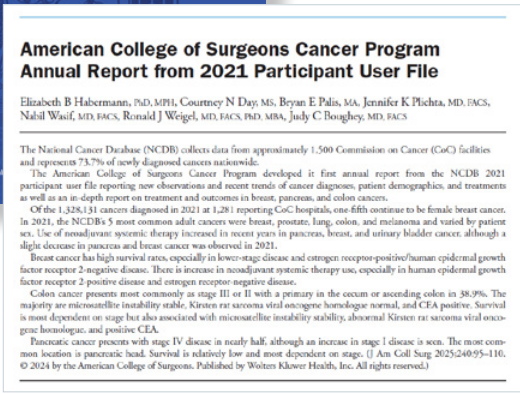 American College of Surgeons Cancer Program
Annual Report from 2021 Participant User File
Elizabeth B Habermann, PhD, MPH, Courtney N Day, MS, Bryan E Palis, MA, Jennifer K Plichta, MD, FACS,
Nabil Wasif, MD, FACS, Ronald J Weigel, MD, FACS, PhD, MBA, Judy C Boughey, MD, FACS
The National Cancer Database (NCDB) collects data from approximately 1,500 Commission on Cancer (CoC) facilities
and represents 73.7% of newly diagnosed cancers nationwide.
The American College of Surgeons Cancer Program developed it first annual report from the NCDB 2021
participant user file reporting new observations and recent trends of cancer diagnoses, patient demographics, and treatments
as well as an in-depth report on treatment and outcomes in breast, pancreas, and colon cancers.
Of the 1,328,131 cancers diagnosed in 2021 at 1,281 reporting CoC hospitals, one-fifth continue to be female breast cancer.
In 2021, the NCDB's 5 most common adult cancers were breast, prostate, lung, colon, and melanoma and varied by patient
sex. Use of neoadjuvant systemic therapy increased in recent years in pancreas, breast, and urinary bladder cancer, although a
slight decrease in pancreas and breast cancer was observed in 2021.
Breast cancer has high survival rates, especially in lower-stage disease and estrogen receptor-positive/human epidermal growth
factor receptor 2-negative disease. There is increase in neoadjuvant systemic therapy use, especially in human epidermal growth
factor receptor 2-positive disease and estrogen receptor-negative disease.
Colon cancer presents most commonly as stage III or II with a primary in the cecum or ascending colon in 38.9%. The
majority are microsatellite instability stable, Kirsten rat sarcoma viral oncogene homologue normal, and CEA positive. Survival
is most dependent on stage but also associated with microsatellite instability stability, abnormal Kirsten rat sarcoma viral onco-
gene homologue, and positive CEA.
Pancreatic cancer presents with stage IV disease in nearly half, although an increase in stage I disease is seen. The most com-
mon location is pancreatic head. Survival is relatively low and most dependent on stage. (J Am Coll Surg 2025;240:95–110.
© 2024 by the American College of Surgeons. Published by Wolters Kluwer Health, Inc. All rights reserved.)